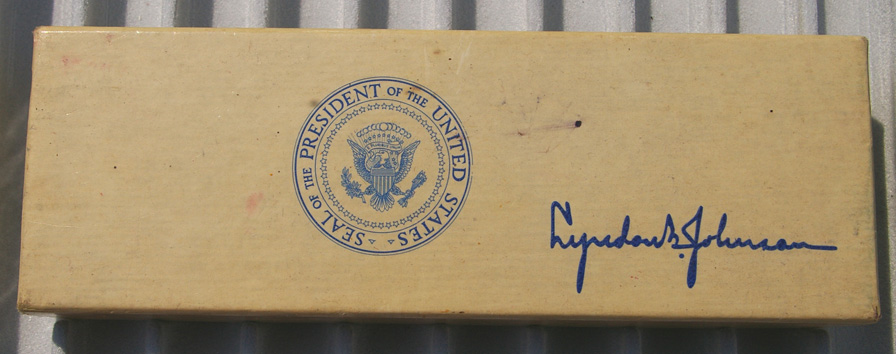 SEAL OF THE PRESIDENT OF THE UNITED STATES
Lyndon B. Johnson